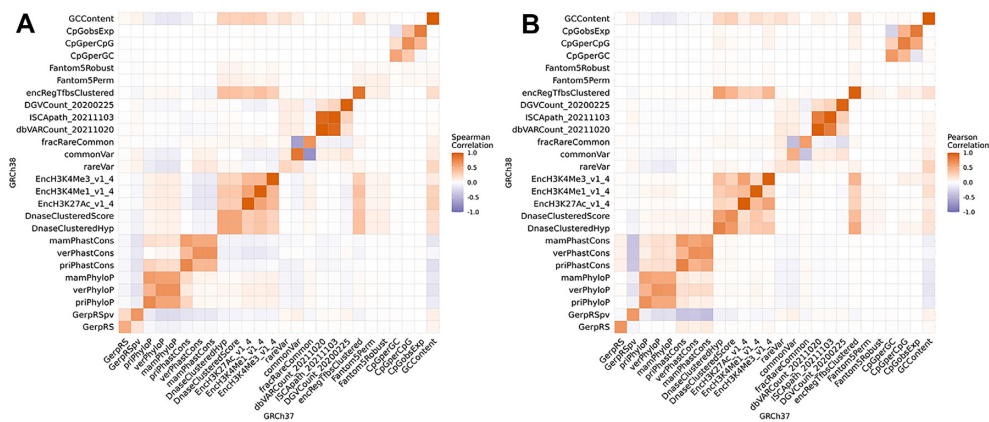 A
GCContent
CpGobsExp
CpGperCpG
CpGperGC
Fantom5Robust
Fantom5Perm
encRegTfbsClustered
DGVCount_20200225
ISCApath_20211103
dbVARCount_20211020
fracRareCommon
commonVar
rareVar
EncH3K4Me3_v1_4
EncH3K4Me1_v1_4
EncH3K27Ac_v1_4
DnaseClusteredScore
DnaseClusteredHyp
mamPhastCons
verPhastCons
priPhastCons
mamPhyloP
verPhyloP
priPhyloP
GerpRSpv
GerpRS
GRCh38
GerpRS
GerpRSpv
priPhyloP
verPhyloP
mamPhyloP
priPhastCons
verPhastCons
mamPhastCons
DnaseClusteredHyp
DnaseClusteredScore
EncH3K27Ac_v1_4
EncH3K4Me1_v1_4
EncH3K4Me3_v1_4
rareVar
commonVar
fracRareCommon
dbVARCount_20211020
ISCApath_20211103
DGVCount_20200225
encRegTfbsClustered
Fantom5Perm
Fantom5Robust
CpGperGC
CpGperCpG
CpGobsExp
GCContent
GRCh37
Spearman
Correlation
1.0
0.5
0.0
-0.5
-1.0
B
GCContent
CpGobsExp
CpGperCpG
CpGperGC
Fantom5Robust
Fantom5Perm
encRegTfbsClustered
DGVCount_20200225
ISCApath_20211103
dbVARCount_20211020
fracRareCommon
commonVar
rareVar
EncH3K4Me3_v1_4
EncH3K4Me1_v1_4
EncH3K27Ac_v1_4
DnaseClusteredScore
DnaseClusteredHyp
mamPhastCons
verPhastCons
priPhastCons
mamPhyloP
verPhyloP
priPhyloP
GerpRSpv
GerpRS
GRCh38
GerpRS
priPhyloP
verPhyloP
mamPhyloP
priPhastCons
verPhastCons
mamPhastCons
DnaseClusteredHyp
DnaseClusteredScore
EncH3K27Ac_v1_4
EncH3K4Me1_v1_4
EncH3K4Me3_v1_4
rareVar
commonVar
fracRareCommon
dbVARCount_20211020
ISCApath_20211103
DGVCount_20200225
encRegTfbsClustered
Fantom5Perm
Fantom5Robust
CpGperGC
CpGperCpG
CpGobsExp
GCContent
GRCh37
Pearson
Correlation
1.0
0.5
0.0
-0.5
-1.0